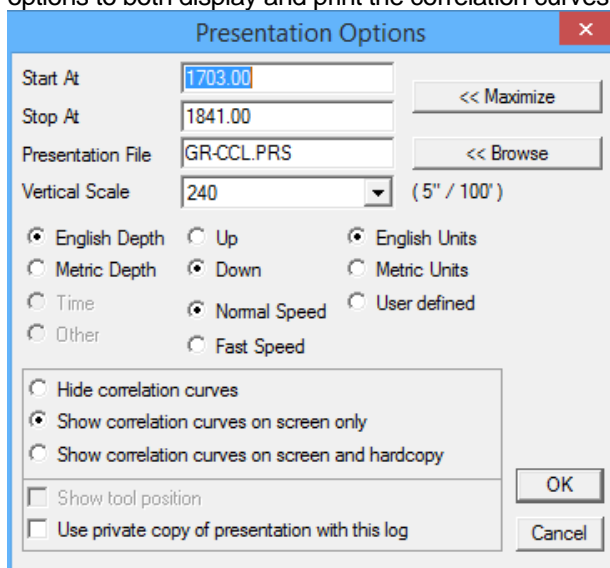 options to both display and print the correlation curves
Presentation Options
Start At 1703.00 << Maximize
Stop At 1841.00
Presentation File GR-CCL.PRS << Browse
Vertical Scale 240 ( 5" / 100' )
English Depth Up English Units
Metric Depth Down Metric Units
Time Normal Speed User defined
Other Fast Speed
Hide correlation curves
Show correlation curves on screen only
Show correlation curves on screen and hardcopy
Show tool position OK
Use private copy of presentation with this log Cancel